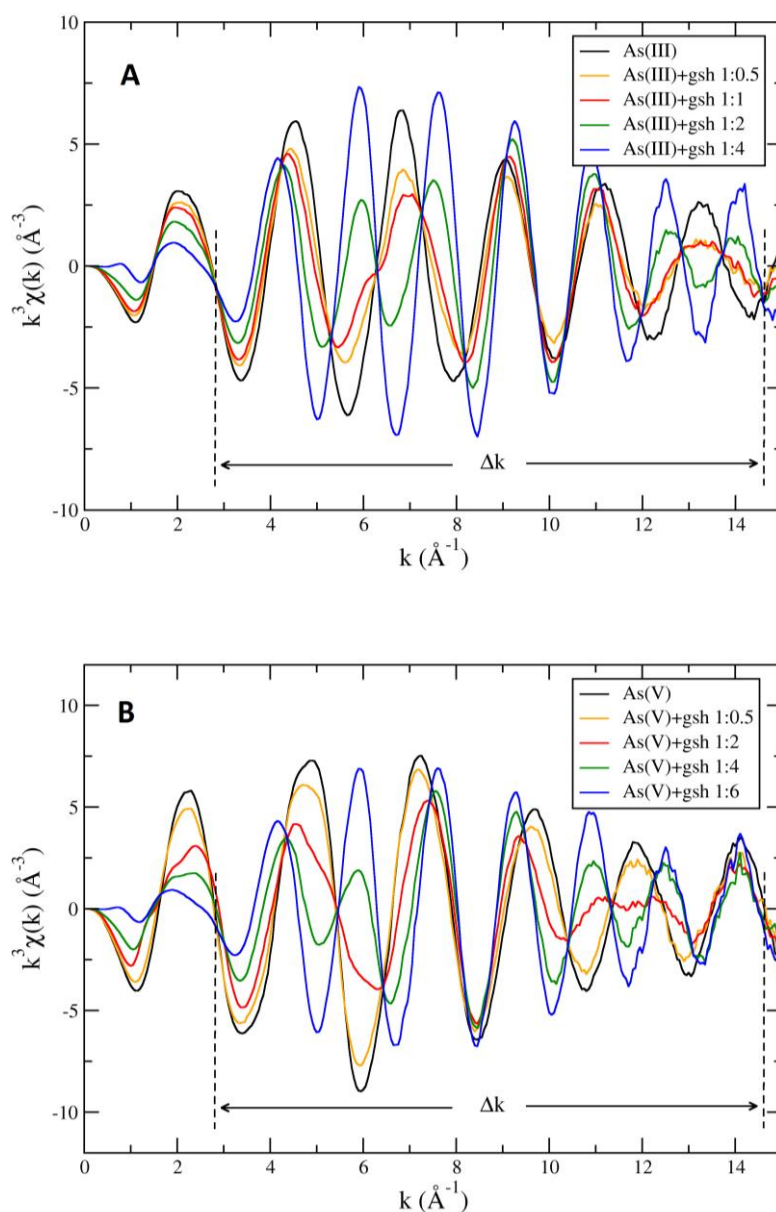 A
As(III)
As(III)+gsh 1:0.5
As(III)+gsh 1:1
As(III)+gsh 1:2
As(III)+gsh 1:4
10
5
0
-5
-10
k³χ(k) (Å⁻³)
Δk
0 2 4 6 8 10 12 14
k (Å⁻¹)
B
As(V)
As(V)+gsh 1:0.5
As(V)+gsh 1:2
As(V)+gsh 1:4
As(V)+gsh 1:6
10
5
0
-5
-10
k³χ(k) (Å⁻³)
Δk
0 2 4 6 8 10 12 14
k (Å⁻¹)